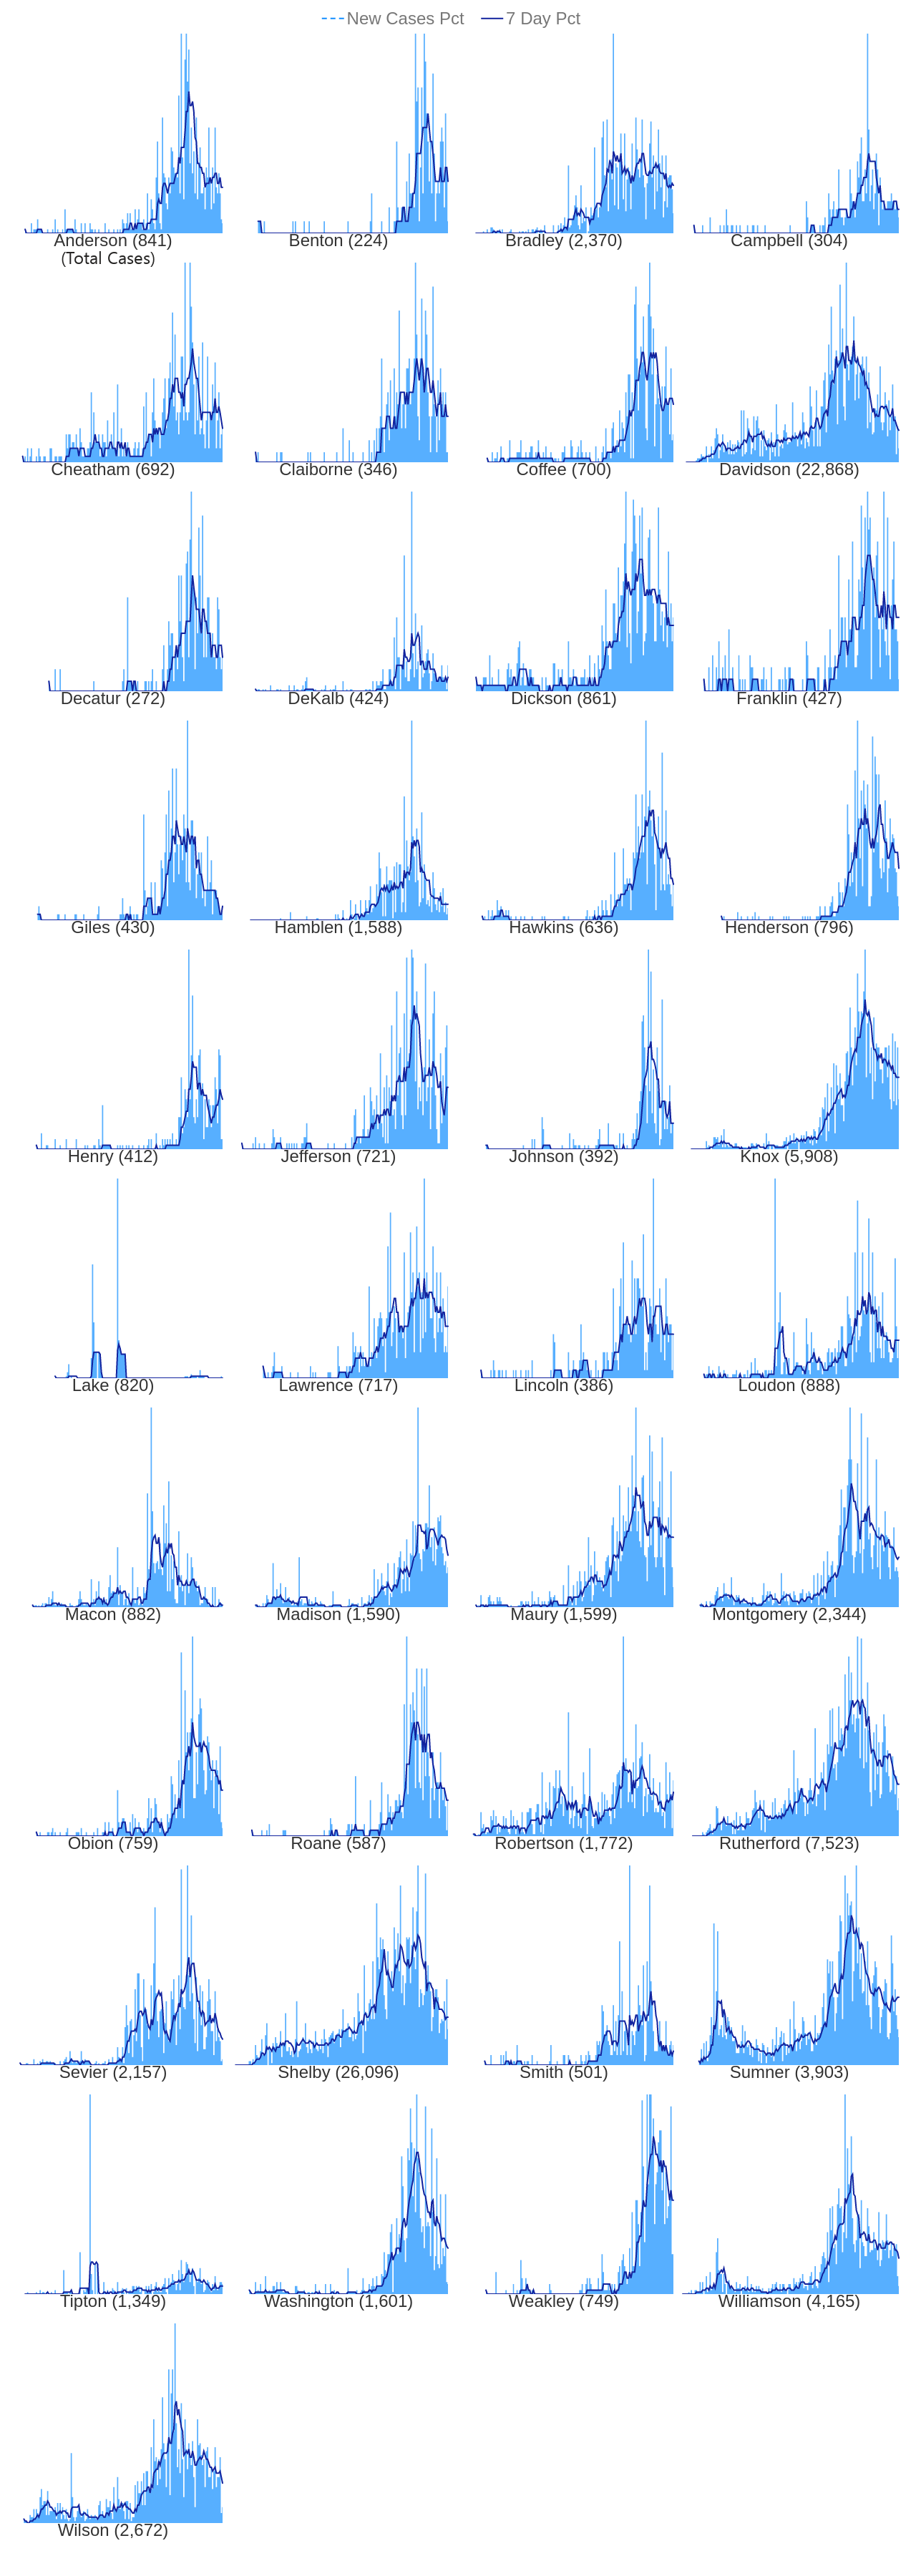 New Cases Pct 7 Day Pct
Anderson (841) Benton (224) Bradley (2,370) Campbell (304)
(Total Cases)
Cheatham (692) Claiborne (346) Coffee (700) Davidson (22,868)
Decatur (272) DeKalb (424) Dickson (861) Franklin (427)
Giles (430) Hamblen (1,588) Hawkins (636) Henderson (796)
Henry (412) Jefferson (721) Johnson (392) Knox (5,908)
Lake (820) Lawrence (717) Lincoln (386) Loudon (888)
Macon (882) Madison (1,590) Maury (1,599) Montgomery (2,344)
Obion (759) Roane (587) Robertson (1,772) Rutherford (7,523)
Sevier (2,157) Shelby (26,096) Smith (501) Sumner (3,903)
Tipton (1,349) Washington (1,601) Weakley (749) Williamson (4,165)
Wilson (2,672)